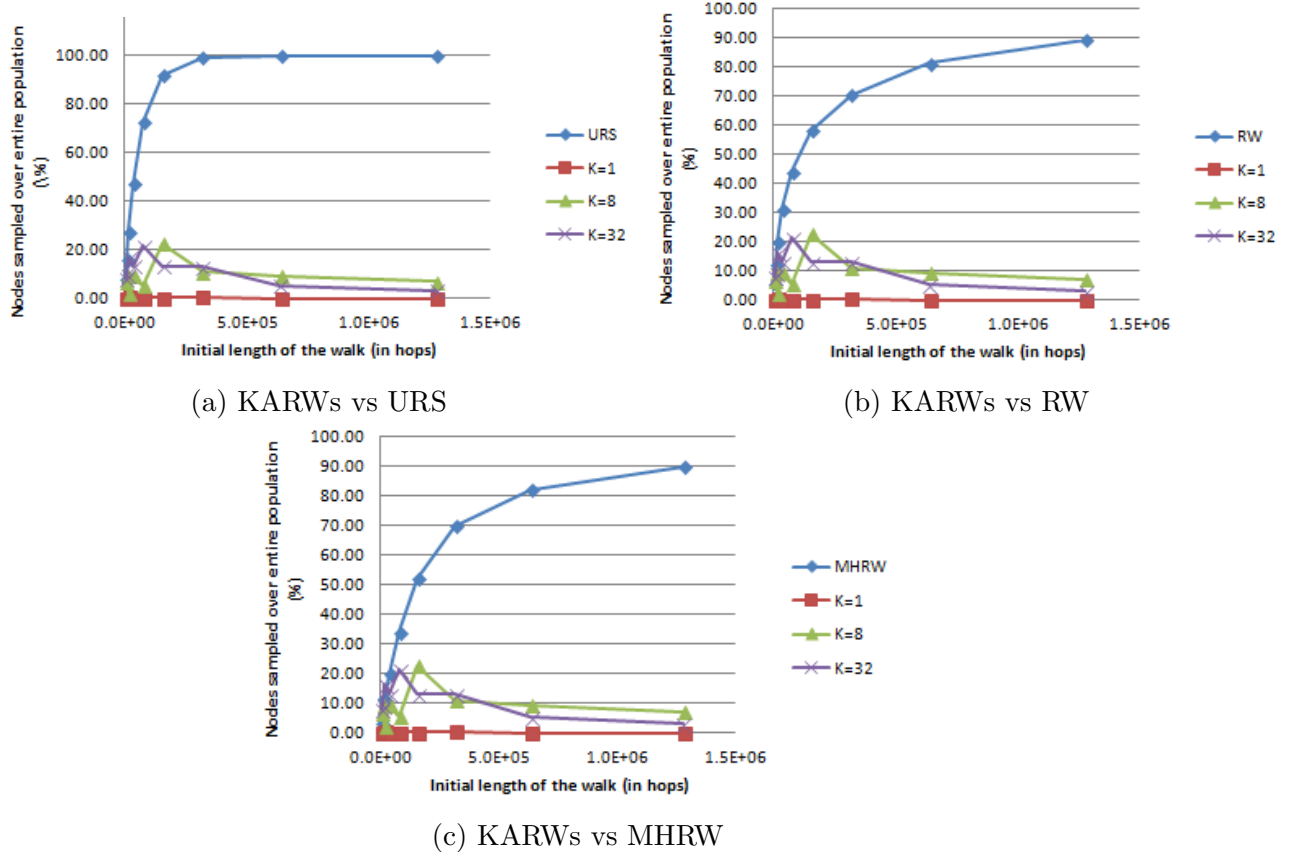 Nodes sampled over entire population
(\%)
100.00
80.00
60.00
40.00
20.00
0.00
0.0E+00
5.0E+05
1.0E+06
1.5E+06
Initial length of the walk (in hops)
URS
K=1
K=8
K=32
(a) KARWs vs URS
Nodes sampled over entire population
(%)
100.00
90.00
80.00
70.00
60.00
50.00
40.00
30.00
20.00
10.00
0.00
0.0E+00
5.0E+05
1.0E+06
1.5E+06
Initial length of the walk (in hops)
RW
K=1
K=8
K=32
(b) KARWs vs RW
Nodes sampled over entire population
(%)
100.00
90.00
80.00
70.00
60.00
50.00
40.00
30.00
20.00
10.00
0.00
0.0E+00
5.0E+05
1.0E+06
1.5E+06
Initial length of the walk (in hops)
MHRW
K=1
K=8
K=32
(c) KARWs vs MHRW